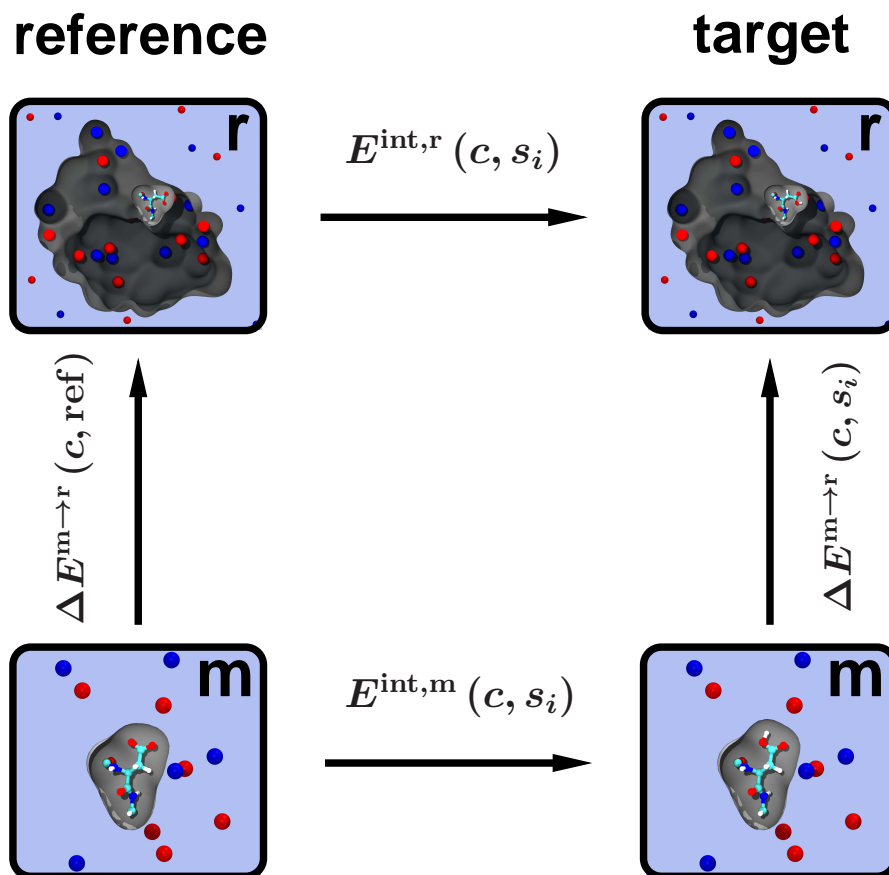 reference target
r r
E^{int,r} (c, s_i)
ΔE^{m→r} (c, ref)
ΔE^{m→r} (c, s_i)
m m
E^{int,m} (c, s_i)